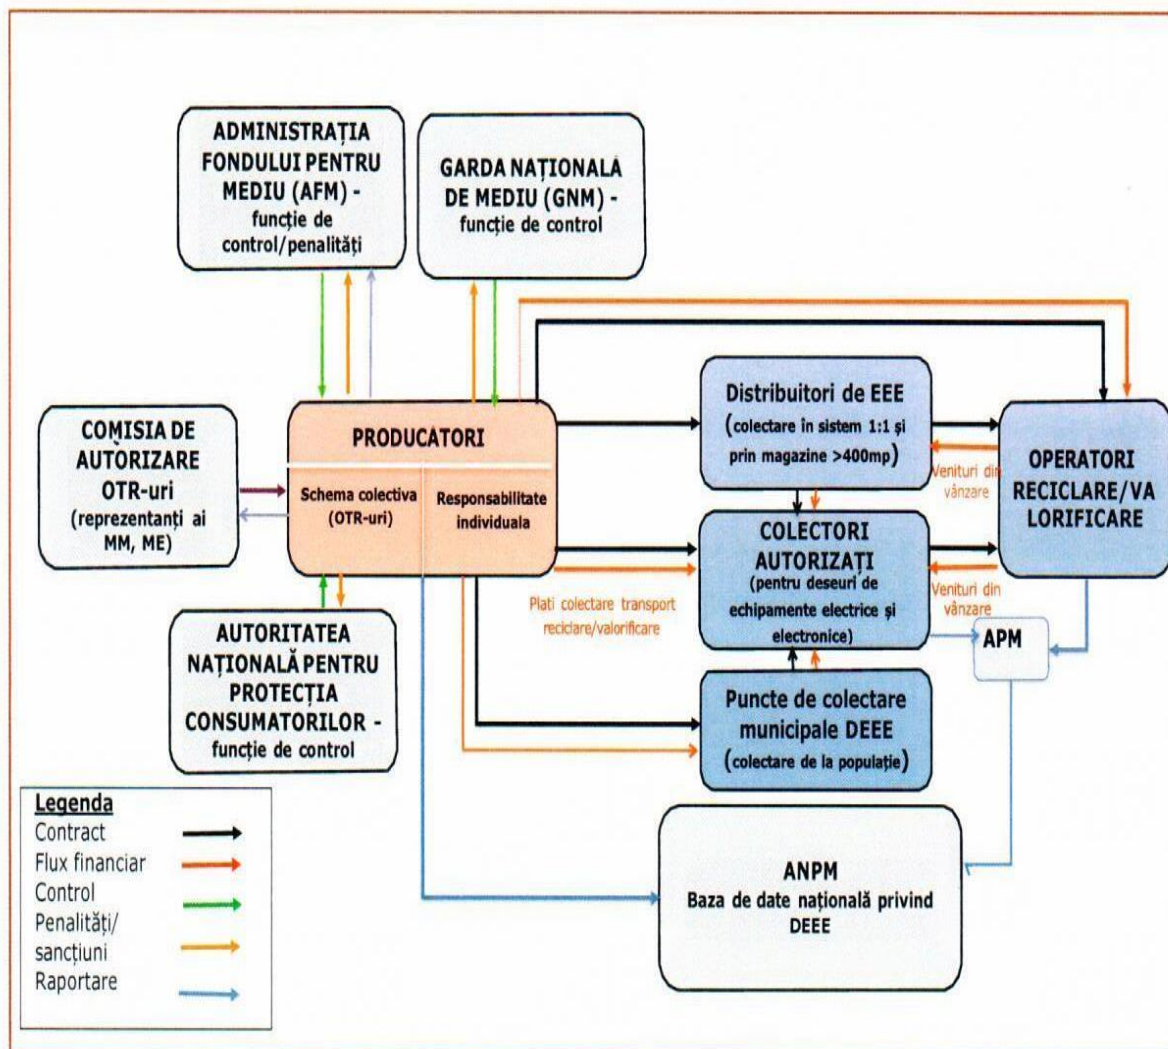 ADMINISTRAȚIA
FONDULUI PENTRU
MEDIU (AFM) -
funcție de
control/penalități
GARDA NAȚIONALĂ
DE MEDIU (GNM) -
funcție de control
COMISIA DE
AUTORIZARE
OTR-uri
(reprezentanți ai
MM, ME)
PRODUCĂTORI
Schema colectiva
(OTR-uri)
Responsabilitate
individuala
Distribuitori de EEE
(colectare în sistem 1:1 și
prin magazine >400mp)
Venituri din
vânzare
OPERATORI
RECICLARE/VA
LORIFICARE
COLECTORI
AUTORIZAȚI
(pentru deseuri de
echipamente electrice și
electronice)
Venituri din
vânzare
Plati colectare transport
reciclare/valorificare
APM
AUTORITATEA
NAȚIONALĂ PENTRU
PROTECȚIA
CONSUMATORILOR -
funcție de control
Puncte de colectare
municipale DEEE
(colectare de la populație)
ANPM
Baza de date națională privind
DEEE
Legenda
Contract
Flux financiar
Control
Penalități/
sancțiuni
Raportare